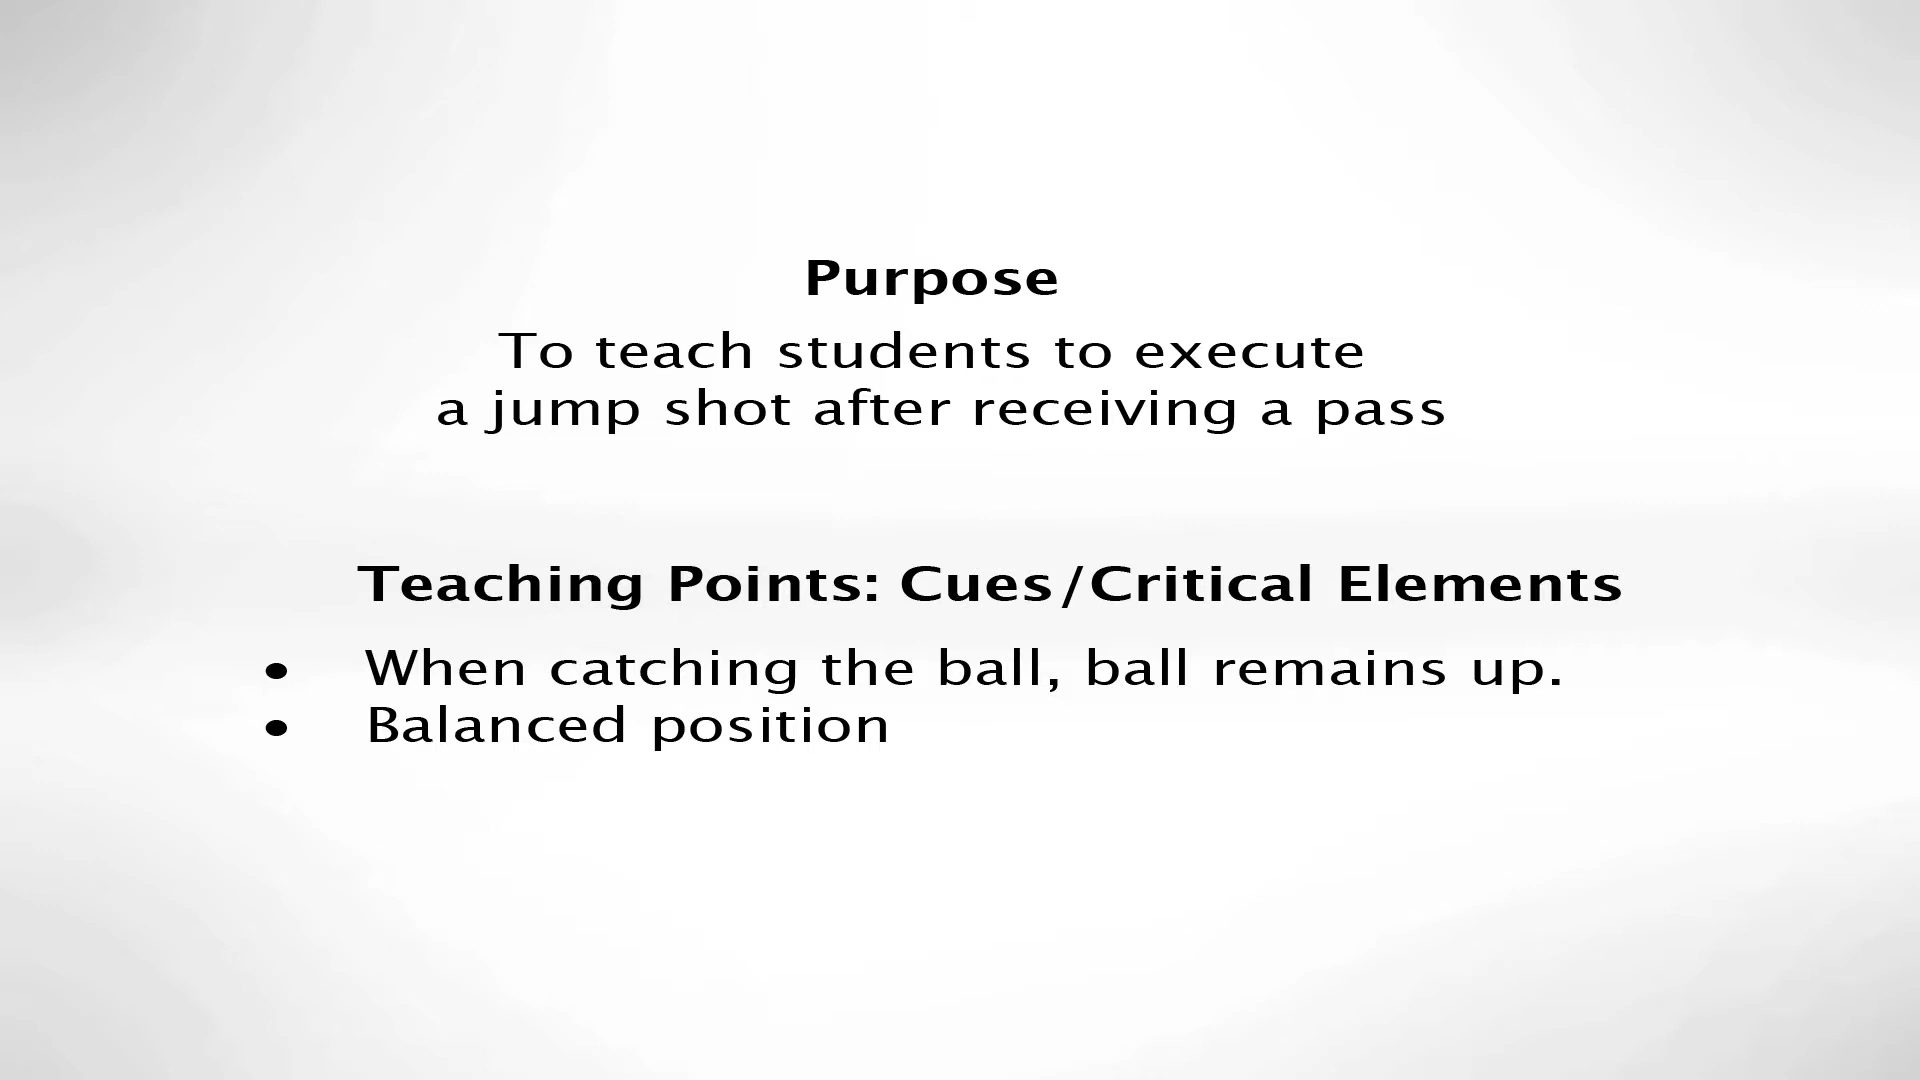 Purpose
To teach students to execute
a jump shot after receiving a pass
Teaching Points: Cues/Critical Elements
• When catching the ball, ball remains up.
• Balanced position